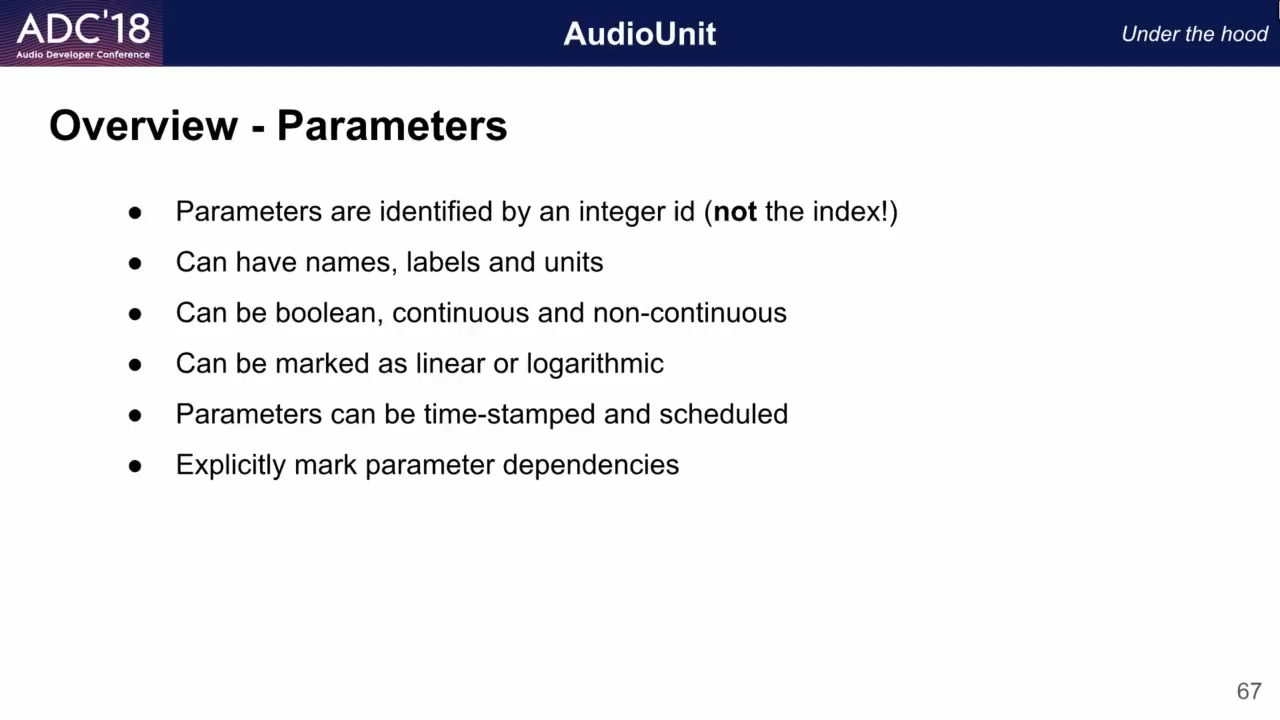 ADC'18
Audio Developer Conference
AudioUnit
Under the hood
Overview - Parameters
● Parameters are identified by an integer id (not the index!)
● Can have names, labels and units
● Can be boolean, continuous and non-continuous
● Can be marked as linear or logarithmic
● Parameters can be time-stamped and scheduled
● Explicitly mark parameter dependencies
67